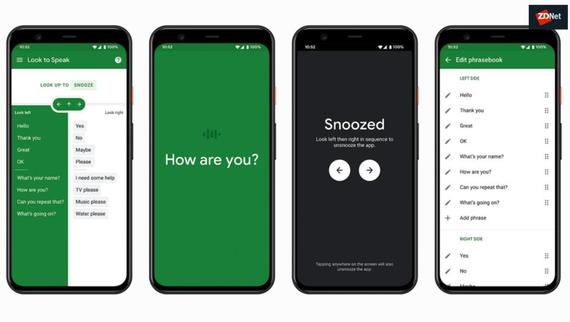 ZDNet
10:52
100%
Look to Speak
LOOK UP TO SNOOZE
Look left
Look right
Hello
Thank you
Great
OK
What's your name?
How are you?
Can you repeat that?
What's going on?
Yes
No
Maybe
Please
I need some help
TV please
Music please
Water please
10:52
100%
How are you?
10:52
100%
Snoozed
Look left then right in sequence to
unsnooze the app.
Tapping anywhere on the screen will also
unsnooze the app.
10:52
100%
Edit phrasebook
LEFT SIDE
Hello
Thank you
Great
OK
What's your name?
How are you?
Can you repeat that?
What's going on?
Add phrase
RIGHT SIDE
Yes
No
Maybe